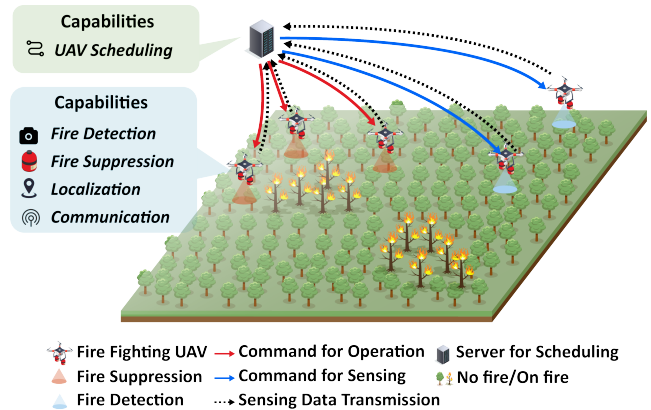 Capabilities
UAV Scheduling
Capabilities
Fire Detection
Fire Suppression
Localization
Communication
Fire Fighting UAV
Command for Operation
Server for Scheduling
Fire Suppression
Command for Sensing
No fire/On fire
Fire Detection
Sensing Data Transmission